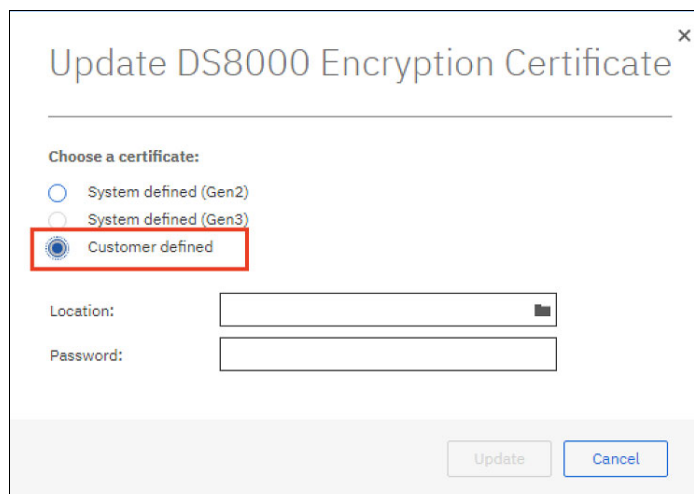 Update DS8000 Encryption Certificate
Choose a certificate:
System defined (Gen2)
System defined (Gen3)
Customer defined
Location:
Password:
Update Cancel